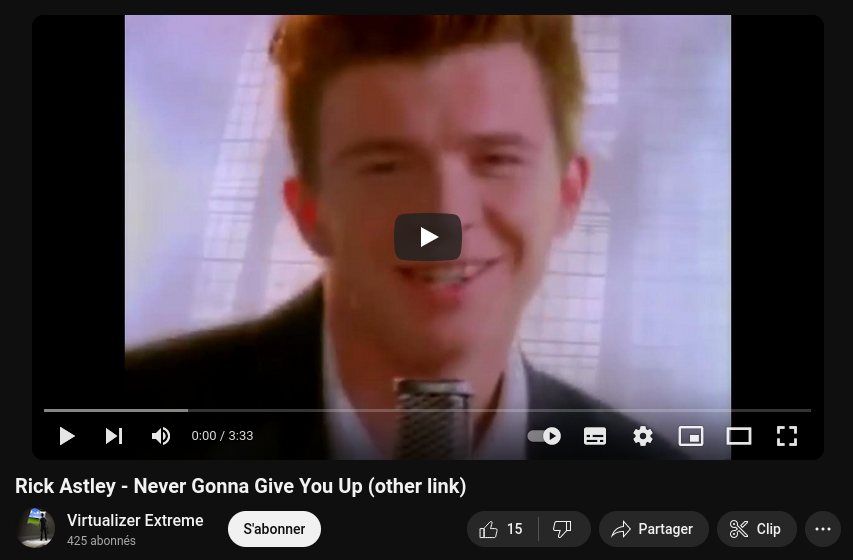 0:00 / 3:33
Rick Astley - Never Gonna Give You Up (other link)
Virtualizer Extreme
425 abonnés
S'abonner
15
Partager
Clip